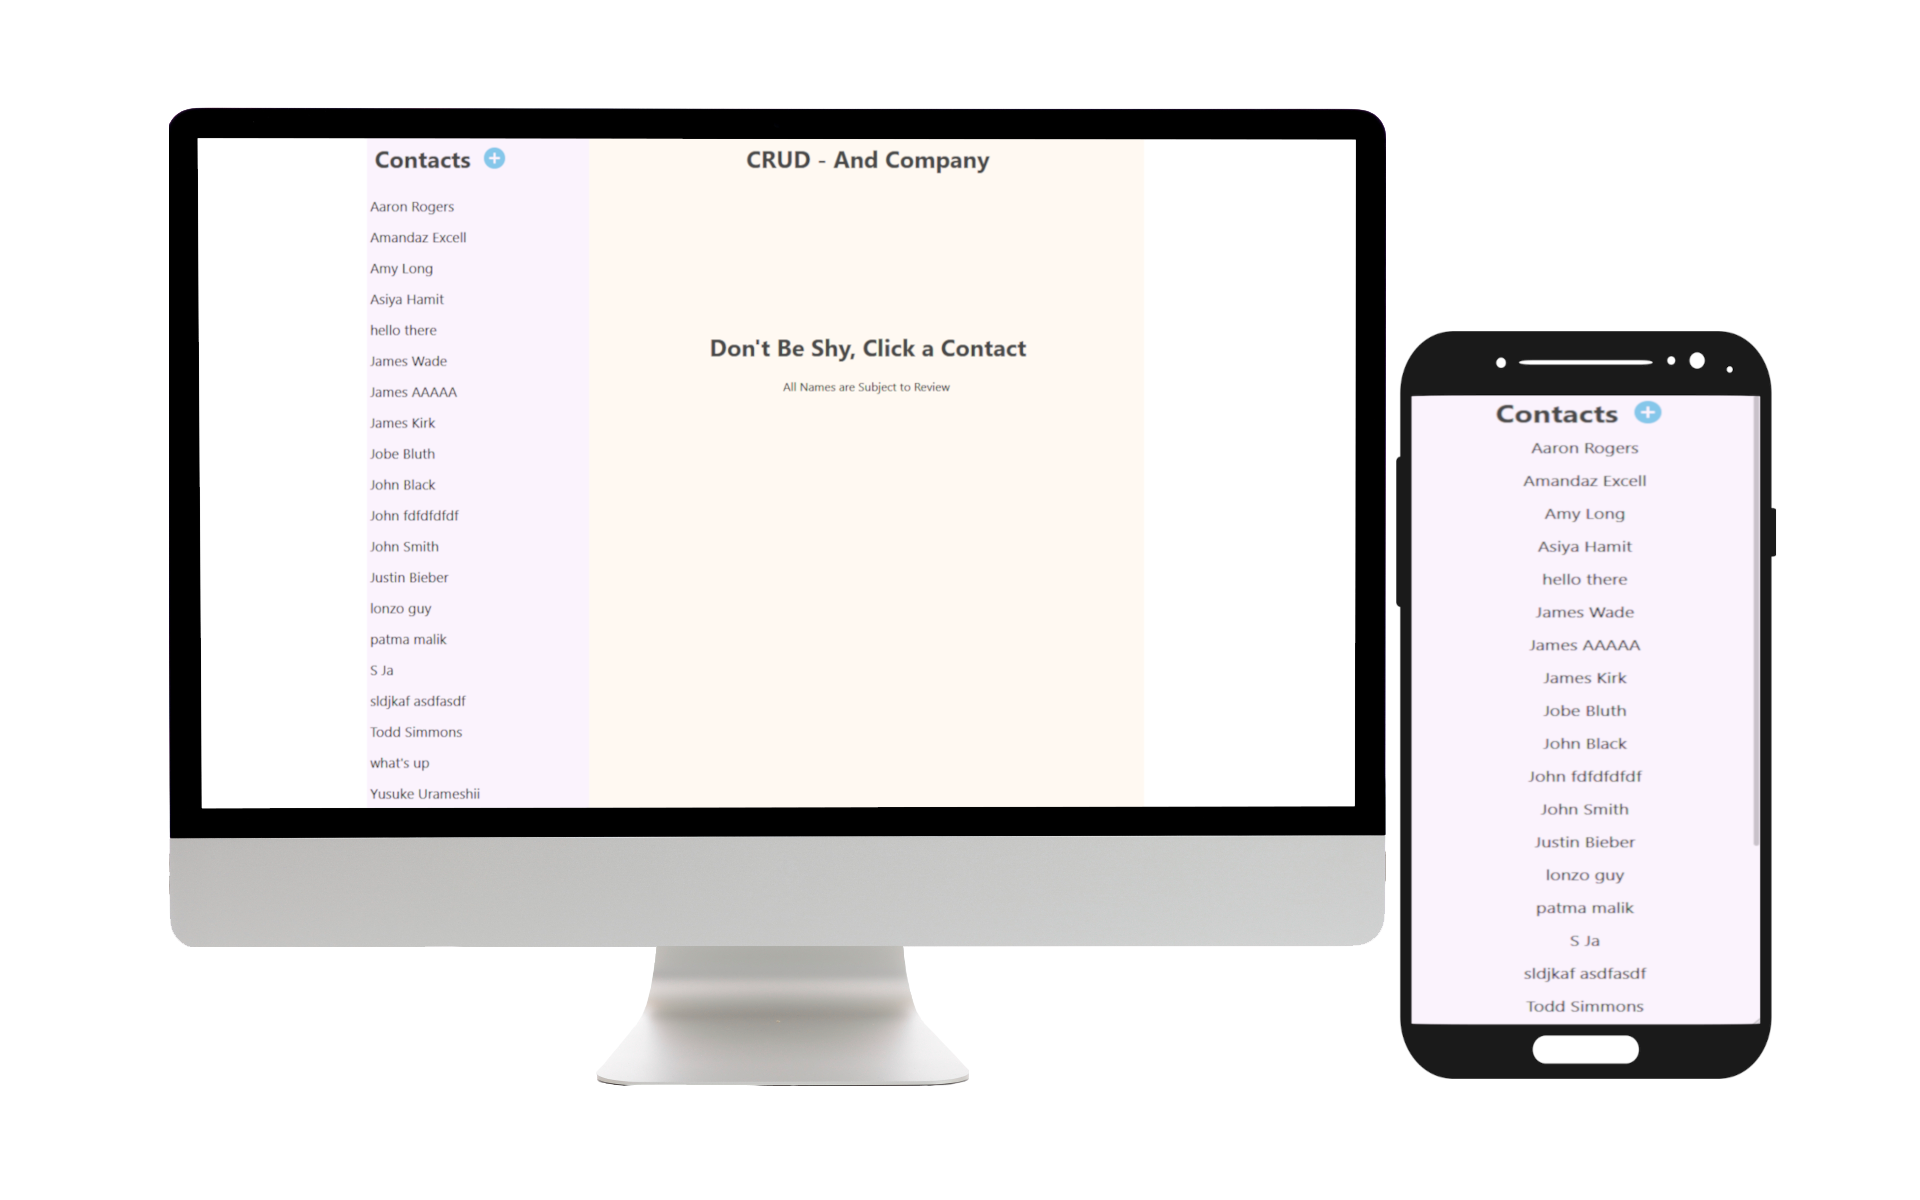 Contacts
Aaron Rogers
Amandaz Excell
Amy Long
Asiya Hamit
hello there
James Wade
James AAAAA
James Kirk
Jobe Bluth
John Black
John fdfdfdfdf
John Smith
Justin Bieber
lonzo guy
patma malik
S Ja
sldjkaf asdfasdf
Todd Simmons
what's up
Yusuke Urameshii
CRUD - And Company
Don't Be Shy, Click a Contact
All Names are Subject to Review
Contacts
Aaron Rogers
Amandaz Excell
Amy Long
Asiya Hamit
hello there
James Wade
James AAAAA
James Kirk
Jobe Bluth
John Black
John fdfdfdfdf
John Smith
Justin Bieber
lonzo guy
patma malik
S Ja
sldjkaf asdfasdf
Todd Simmons